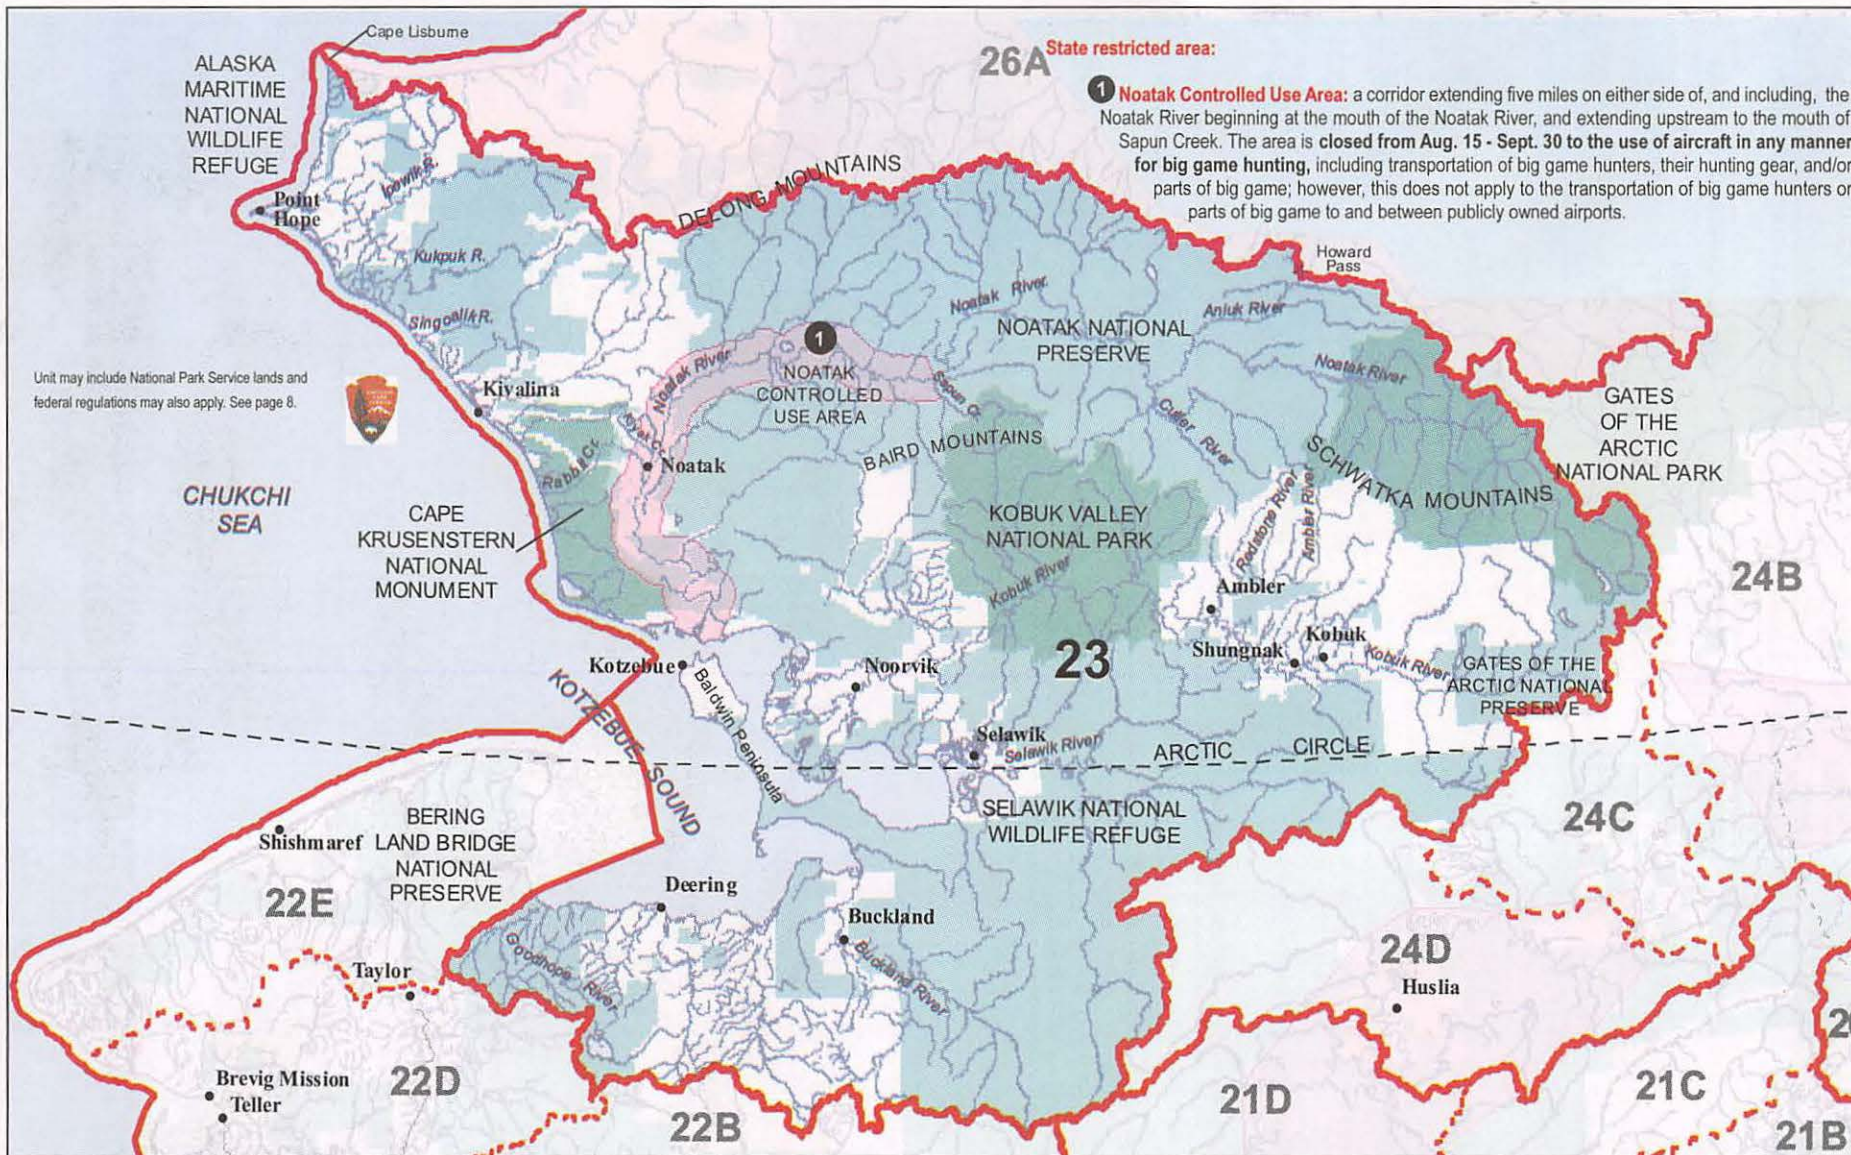 Cape Lisburne
ALASKA
MARITIME
NATIONAL
WILDLIFE
REFUGE
26A
State restricted area:
1 Noatak Controlled Use Area: a corridor extending five miles on either side of, and including, the
Noatak River beginning at the mouth of the Noatak River, and extending upstream to the mouth of
Sapun Creek. The area is closed from Aug. 15 - Sept. 30 to the use of aircraft in any manner
for big game hunting, including transportation of big game hunters, their hunting gear, and/or
parts of big game; however, this does not apply to the transportation of big game hunters or
parts of big game to and between publicly owned airports.
Point
Hope
Ipewik R.
DELONG MOUNTAINS
Kukpuk R.
Howard
Pass
Singoalik R.
Noatak River
Aniuk River
NOATAK NATIONAL
PRESERVE
1
Noatak River
Noatak River
NOATAK
CONTROLLED
USE AREA
Sapun Cr.
Unit may include National Park Service lands and
federal regulations may also apply. See page 8.
Kivalina
GATES
OF THE
ARCTIC
NATIONAL PARK
Cutler River
Rabbit Cr.
Noatak
BAIRD MOUNTAINS
SCHWATKA MOUNTAINS
CHUKCHI
SEA
CAPE
KRUSENSTERN
NATIONAL
MONUMENT
KOBUK VALLEY
NATIONAL PARK
Redstone River
Ambler River
Kobuk River
24B
Ambler
Kotzebue
Noorvik
23
Shungnak
Kobuk
Kobuk River
GATES OF THE
ARCTIC NATIONAL
PRESERVE
KOTZEBUE SOUND
Baldwin Peninsula
Selawik
Selawik River
ARCTIC CIRCLE
SELAWIK NATIONAL
WILDLIFE REFUGE
24C
Shishmaref
BERING
LAND BRIDGE
NATIONAL
PRESERVE
22E
Deering
Buckland
Goodhope River
Buckland River
24D
Huslia
Taylor
Brevig Mission
Teller
22D
22B
21D
21C
21B